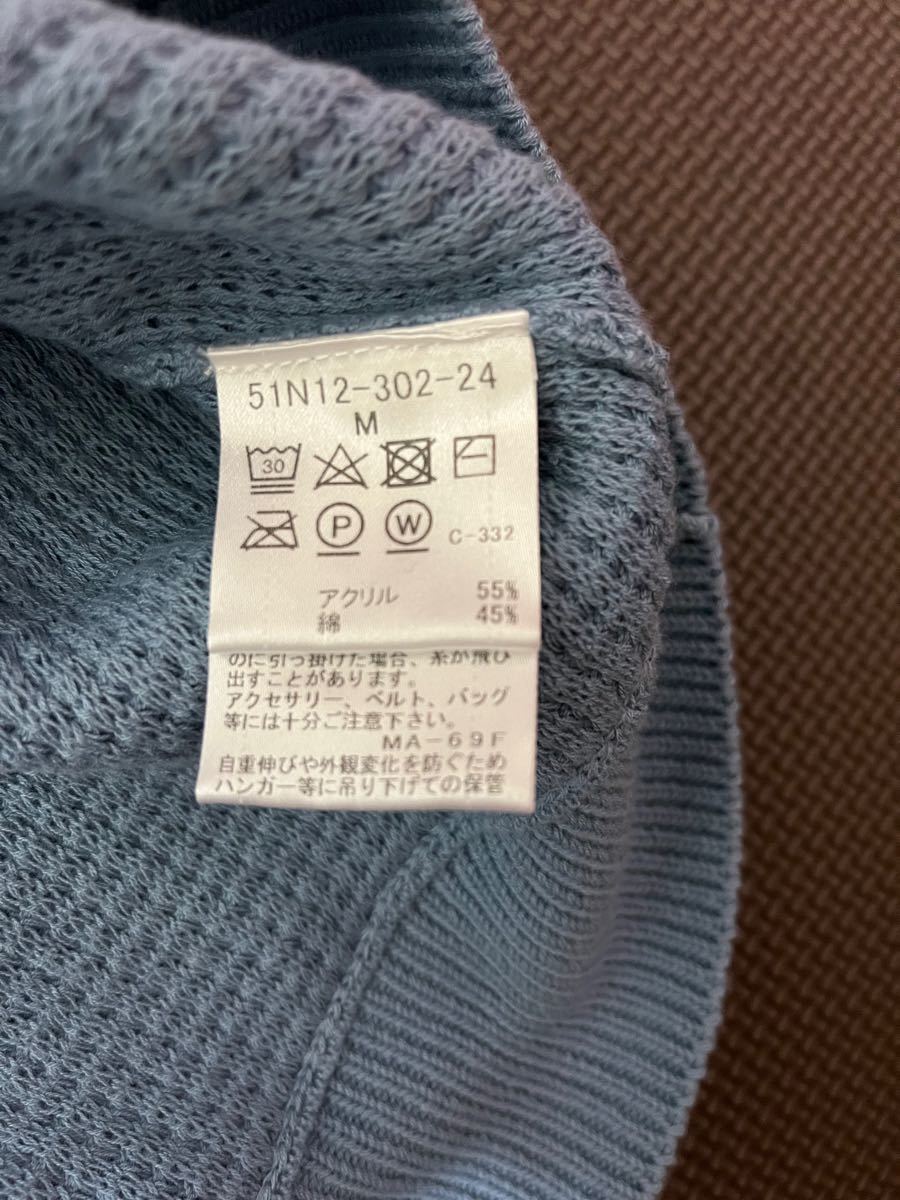 51N12-302-24
M
30
P W C-332
アクリル 55%
綿 45%
のに引っ掛けた場合、糸が飛び
出すことがあります。
アクセサリー、ベルト、バッグ
等には十分ご注意下さい。
MA-69F
自重伸びや外観変化を防ぐため
ハンガー等に吊り下げての保管